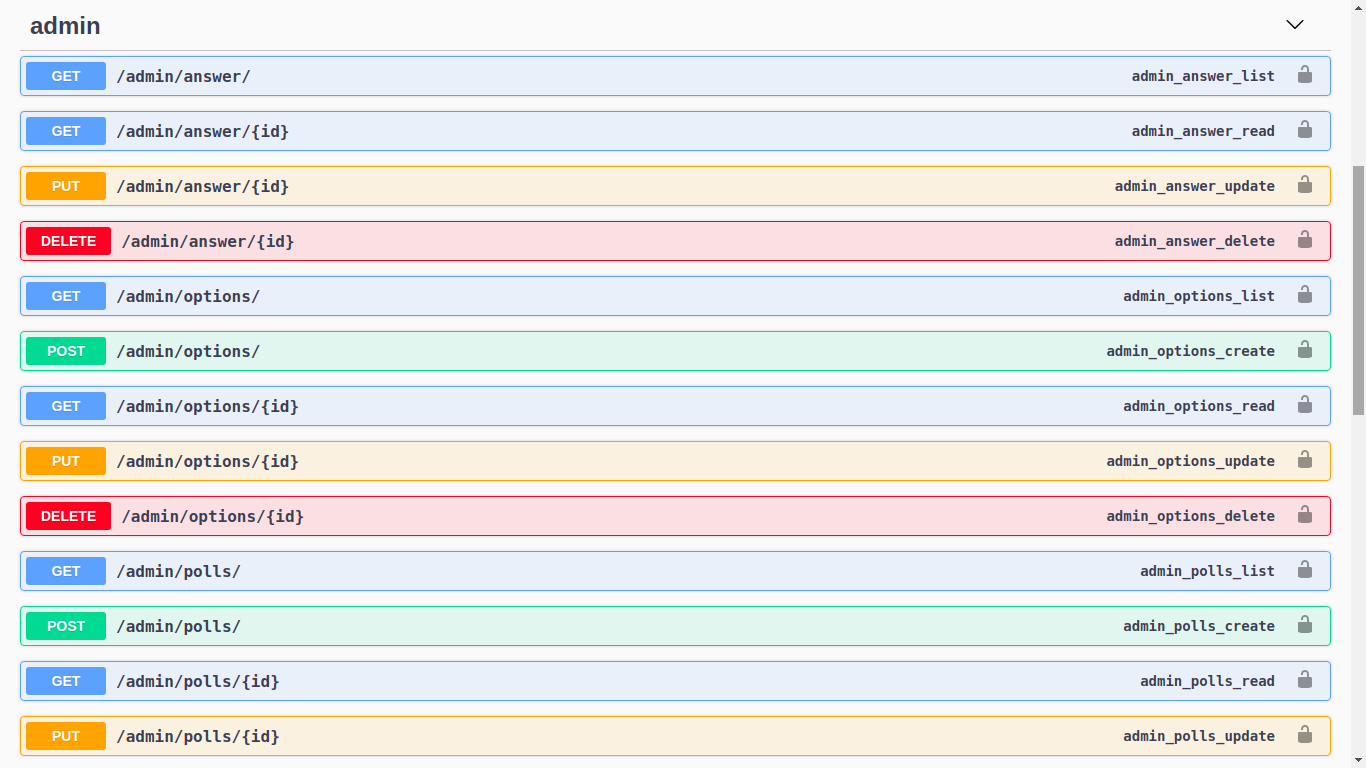 admin
GET /admin/answer/ admin_answer_list
GET /admin/answer/{id} admin_answer_read
PUT /admin/answer/{id} admin_answer_update
DELETE /admin/answer/{id} admin_answer_delete
GET /admin/options/ admin_options_list
POST /admin/options/ admin_options_create
GET /admin/options/{id} admin_options_read
PUT /admin/options/{id} admin_options_update
DELETE /admin/options/{id} admin_options_delete
GET /admin/polls/ admin_polls_list
POST /admin/polls/ admin_polls_create
GET /admin/polls/{id} admin_polls_read
PUT /admin/polls/{id} admin_polls_update